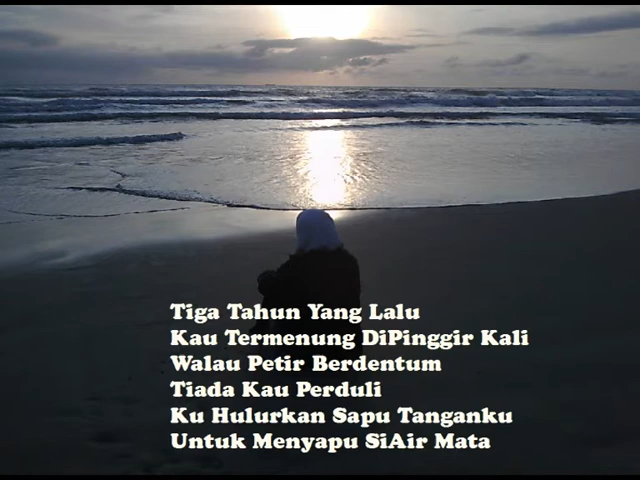 Tiga Tahun Yang Lalu
Kau Termenung DiPinggir Kali
Walau Petir Berdentum
Tiada Kau Perduli
Ku Hulurkan Sapu Tanganku
Untuk Menyapu SiAir Mata